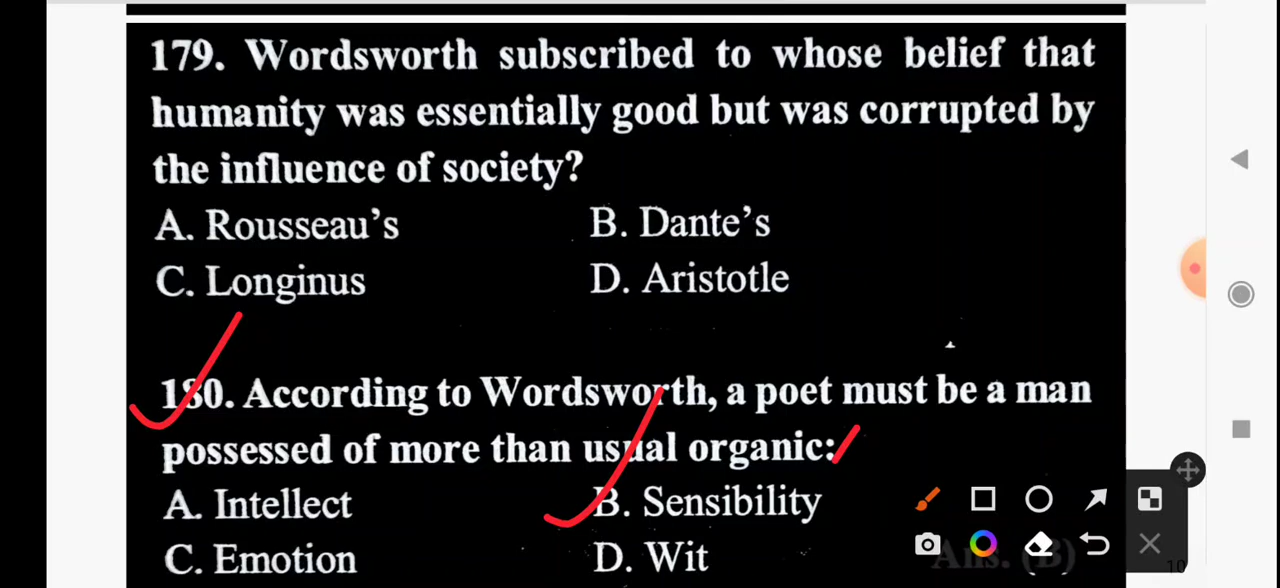 179. Wordsworth subscribed to whose belief that
humanity was essentially good but was corrupted by
the influence of society?
A. Rousseau's B. Dante's
C. Longinus D. Aristotle
180. According to Wordsworth, a poet must be a man
possessed of more than usual organic:
A. Intellect B. Sensibility
C. Emotion D. Wit
Ans. (B)
10